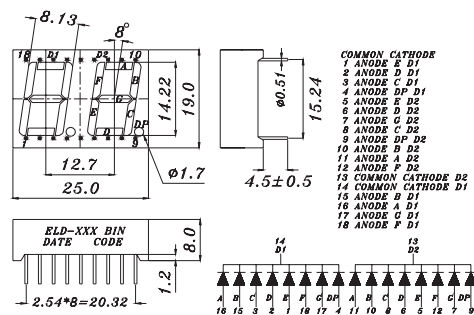 8.13
8°
18 D1 D2 10
A
F B
G
E C
D DP
1 9
14.22
19.0
12.7
ø1.7
25.0
ø0.51
15.24
4.5±0.5
COMMON CATHODE
1 ANODE E D1
2 ANODE D D1
3 ANODE C D1
4 ANODE DP D1
5 ANODE E D2
6 ANODE D D2
7 ANODE G D2
8 ANODE C D2
9 ANODE DP D2
10 ANODE B D2
11 ANODE A D2
12 ANODE F D2
13 COMMON CATHODE D2
14 COMMON CATHODE D1
15 ANODE B D1
16 ANODE A D1
17 ANODE G D1
18 ANODE F D1
ELD-XXX BIN
DATE CODE
8.0
1.2
2.54*8=20.32
14
D1
13
D2
A B C D E F G DP A B C D E F G DP
16 15 3 2 1 18 17 4 11 10 8 6 5 12 7 9